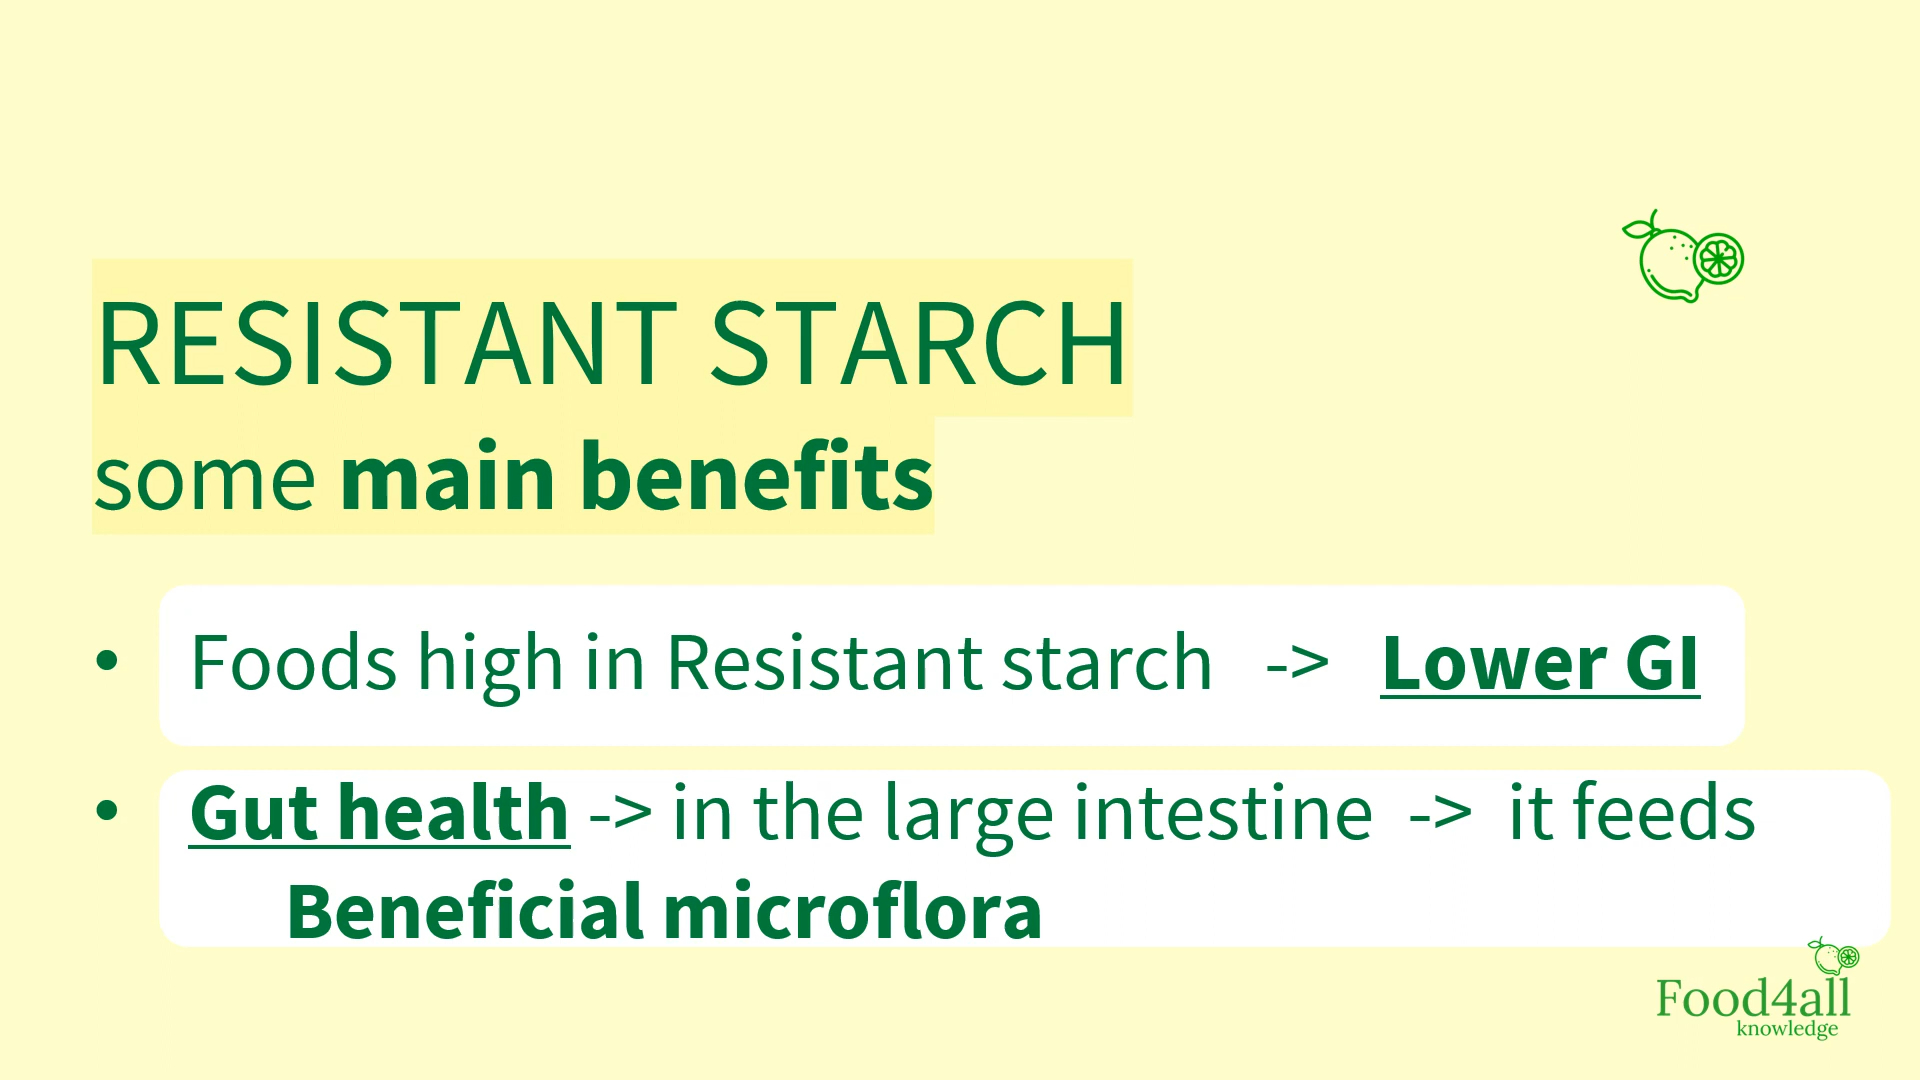 RESISTANT STARCH
some main benefits
• Foods high in Resistant starch -> Lower GI
• Gut health -> in the large intestine -> it feeds
Beneficial microflora
Food4all
knowledge